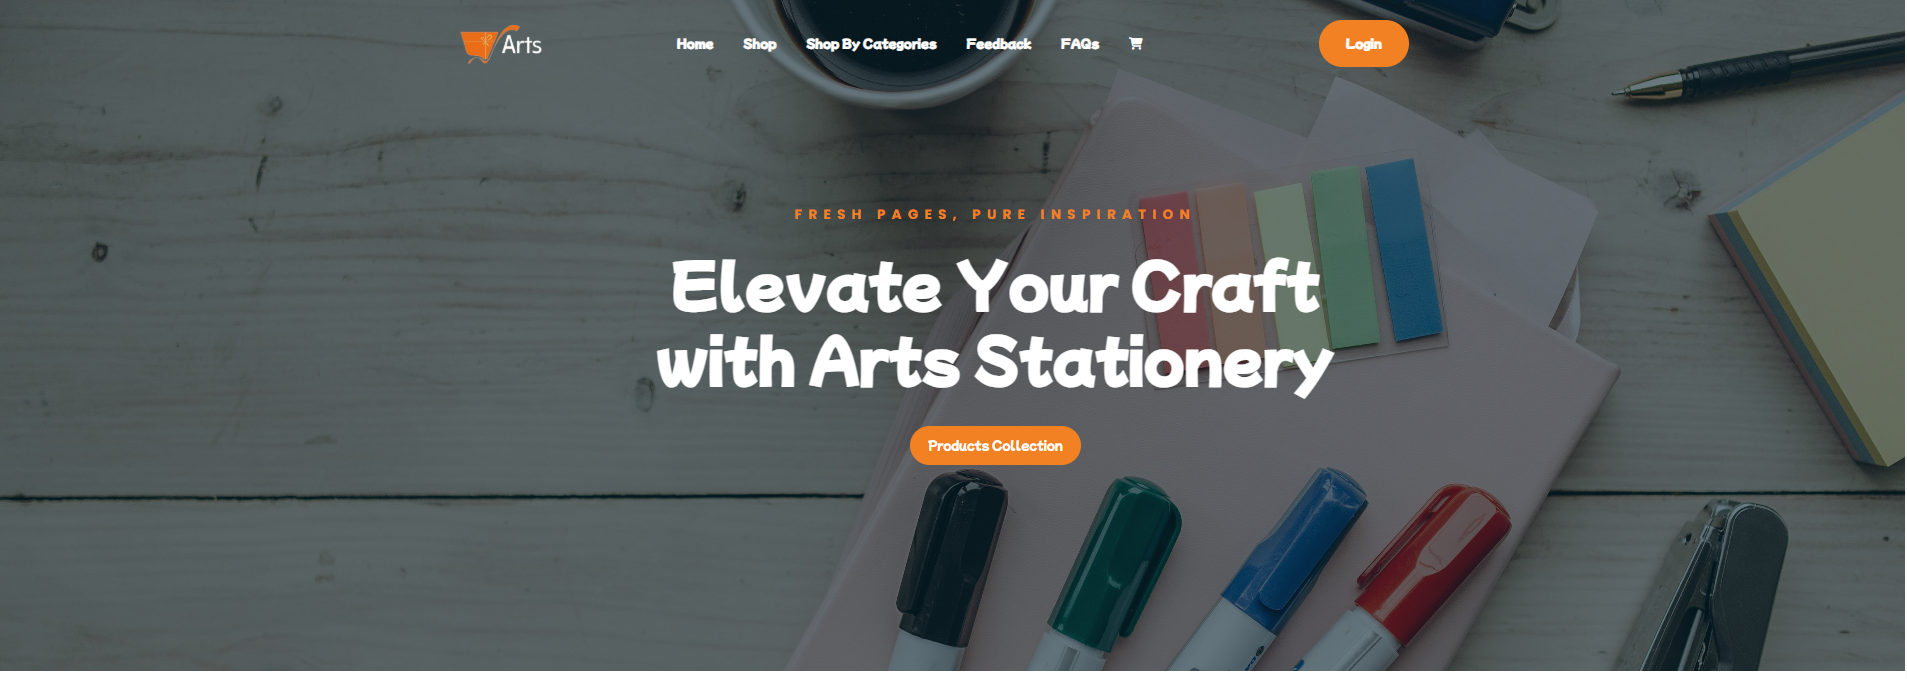 Arts
Home Shop Shop By Categories Feedback FAQs Login
FRESH PAGES, PURE INSPIRATION
Elevate Your Craft
with Arts Stationery
Products Collection